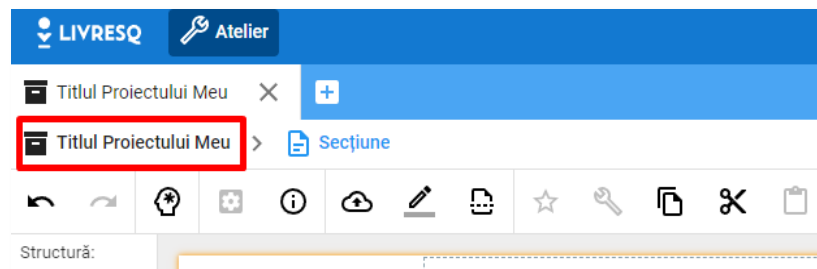 LIVRESQ Atelier
Titlul Proiectului Meu
Titlul Proiectului Meu > Secțiune
Structură: